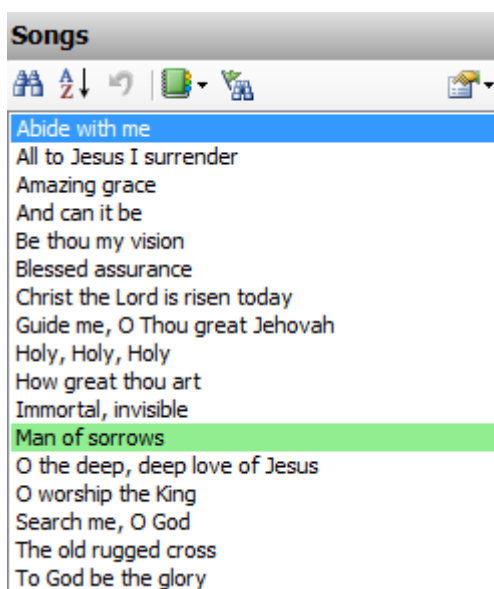 Songs
Abide with me
All to Jesus I surrender
Amazing grace
And can it be
Be thou my vision
Blessed assurance
Christ the Lord is risen today
Guide me, O Thou great Jehovah
Holy, Holy, Holy
How great thou art
Immortal, invisible
Man of sorrows
O the deep, deep love of Jesus
O worship the King
Search me, O God
The old rugged cross
To God be the glory